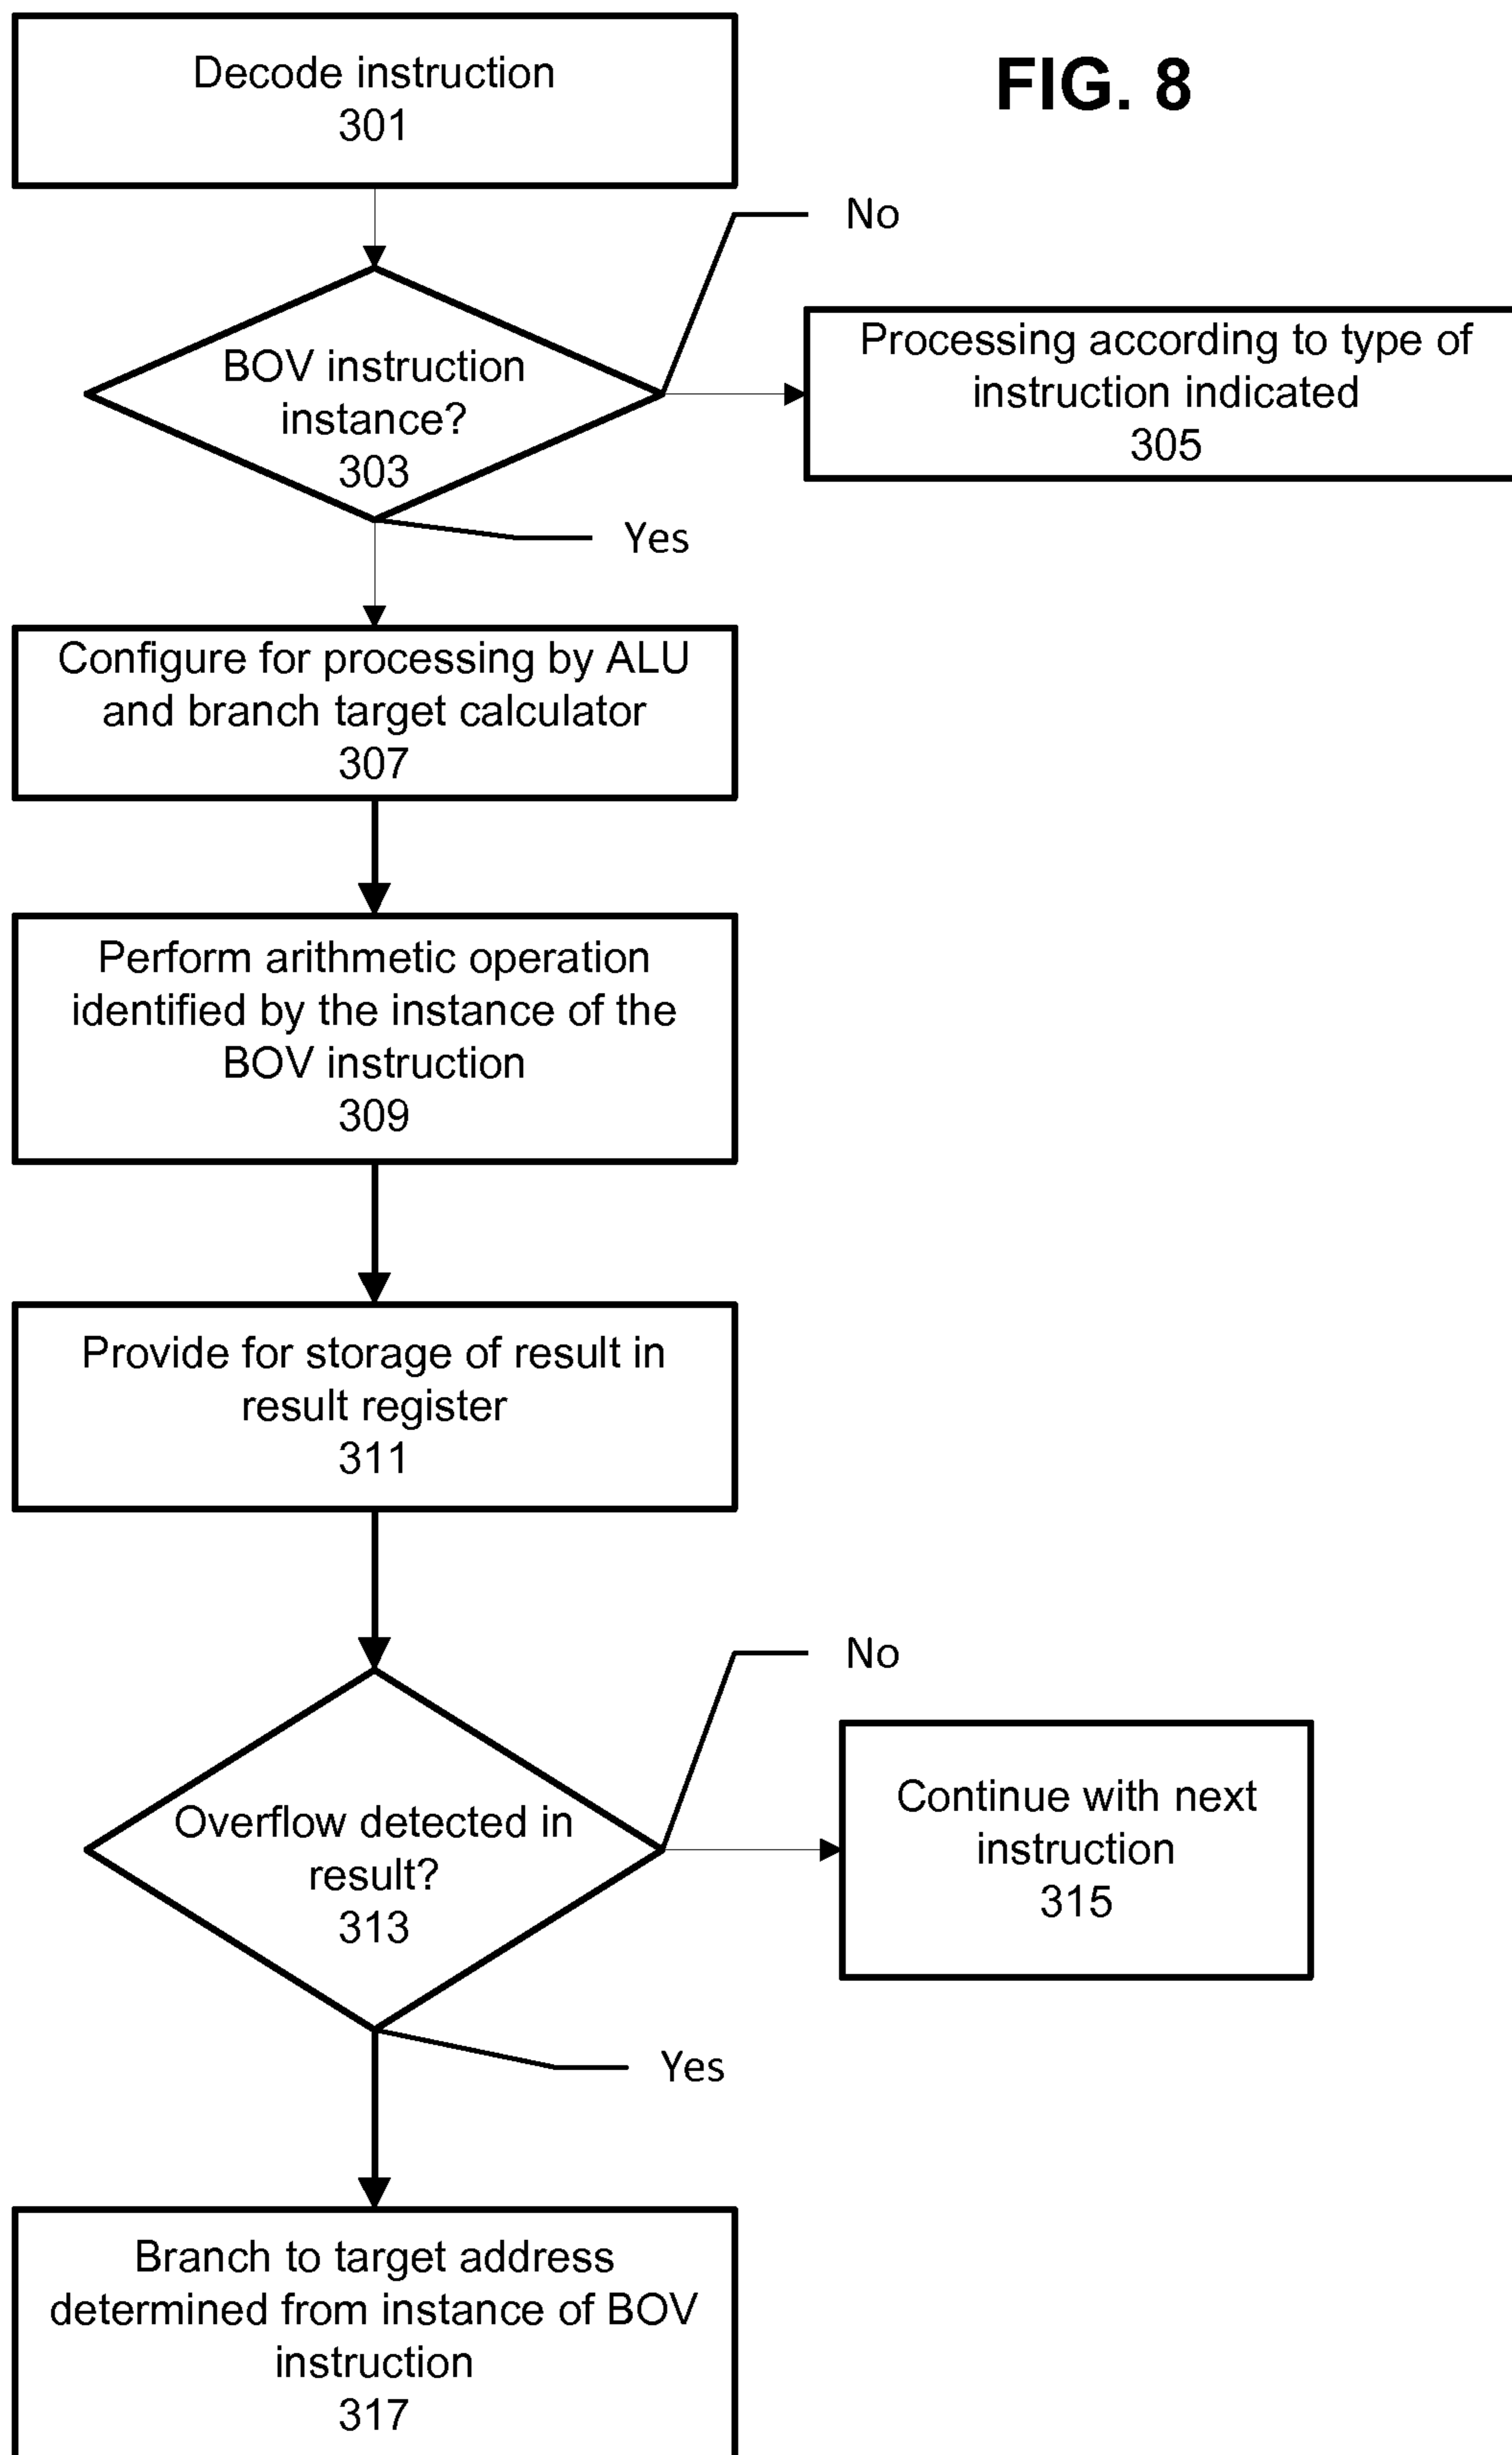 Decode instruction
301
FIG. 8
No
BOV instruction
instance?
303
Processing according to type of
instruction indicated
305
Yes
Configure for processing by ALU
and branch target calculator
307
Perform arithmetic operation
identified by the instance of the
BOV instruction
309
Provide for storage of result in
result register
311
No
Overflow detected in
result?
313
Continue with next
instruction
315
Yes
Branch to target address
determined from instance of BOV
instruction
317